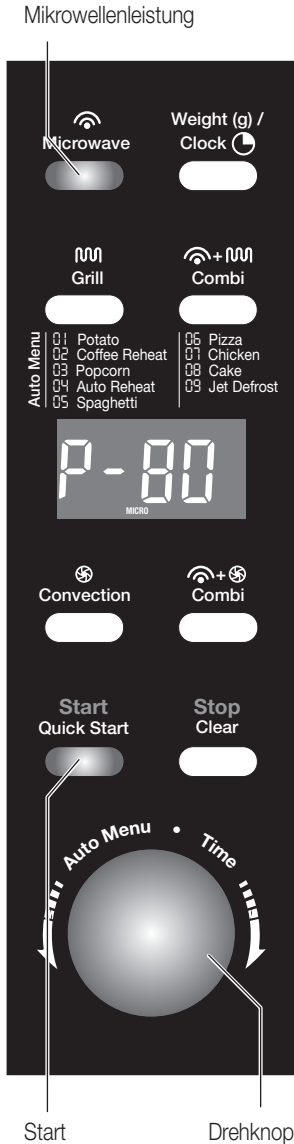 Mikrowellenleistung
Microwave
Weight (g) /
Clock
Grill
+
Combi
Auto Menu
01 Potato
02 Coffee Reheat
03 Popcorn
04 Auto Reheat
05 Spaghetti
06 Pizza
07 Chicken
08 Cake
09 Jet Defrost
P-80
MICRO
Convection
+
Combi
Start
Quick Start
Stop
Clear
Auto Menu • Time
Start
Drehknop